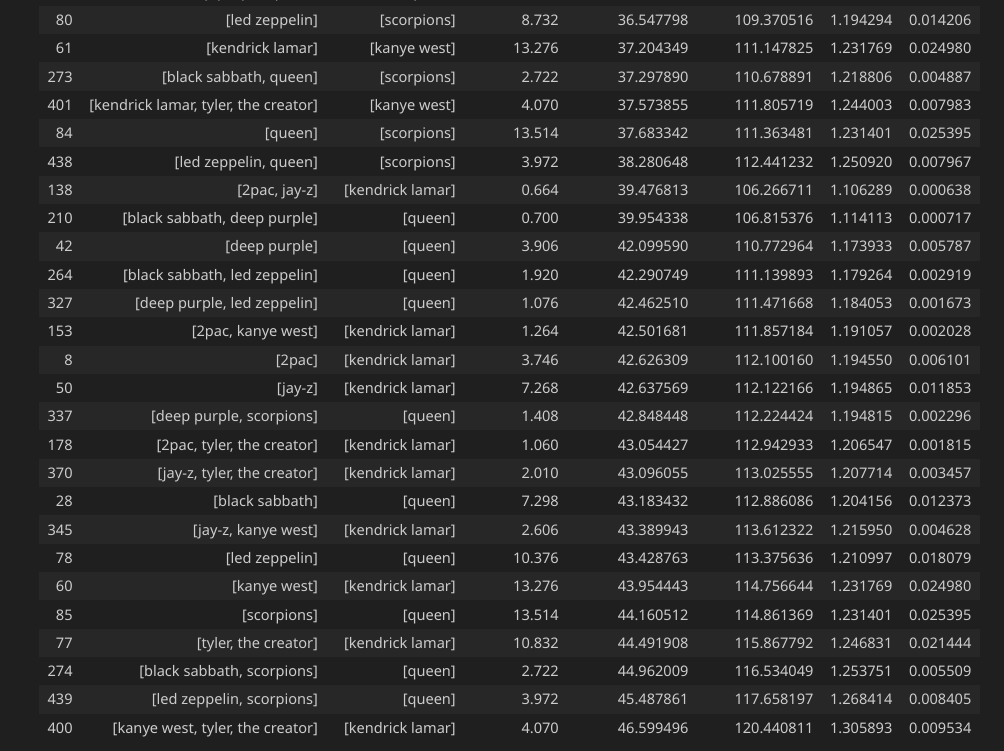 80 [led zeppelin] [scorpions] 8.732 36.547798 109.370516 1.194294 0.014206
61 [kendrick lamar] [kanye west] 13.276 37.204349 111.147825 1.231769 0.024980
273 [black sabbath, queen] [scorpions] 2.722 37.297890 110.678891 1.218806 0.004887
401 [kendrick lamar, tyler, the creator] [kanye west] 4.070 37.573855 111.805719 1.244003 0.007983
84 [queen] [scorpions] 13.514 37.683342 111.363481 1.231401 0.025395
438 [led zeppelin, queen] [scorpions] 3.972 38.280648 112.441232 1.250920 0.007967
138 [2pac, jay-z] [kendrick lamar] 0.664 39.476813 106.266711 1.106289 0.000638
210 [black sabbath, deep purple] [queen] 0.700 39.954338 106.815376 1.114113 0.000717
42 [deep purple] [queen] 3.906 42.099590 110.772964 1.173933 0.005787
264 [black sabbath, led zeppelin] [queen] 1.920 42.290749 111.139893 1.179264 0.002919
327 [deep purple, led zeppelin] [queen] 1.076 42.462510 111.471668 1.184053 0.001673
153 [2pac, kanye west] [kendrick lamar] 1.264 42.501681 111.857184 1.191057 0.002028
8 [2pac] [kendrick lamar] 3.746 42.626309 112.100160 1.194550 0.006101
50 [jay-z] [kendrick lamar] 7.268 42.637569 112.122166 1.194865 0.011853
337 [deep purple, scorpions] [queen] 1.408 42.848448 112.224424 1.194815 0.002296
178 [2pac, tyler, the creator] [kendrick lamar] 1.060 43.054427 112.942933 1.206547 0.001815
370 [jay-z, tyler, the creator] [kendrick lamar] 2.010 43.096055 113.025555 1.207714 0.003457
28 [black sabbath] [queen] 7.298 43.183432 112.886086 1.204156 0.012373
345 [jay-z, kanye west] [kendrick lamar] 2.606 43.389943 113.612322 1.215950 0.004628
78 [led zeppelin] [queen] 10.376 43.428763 113.375636 1.210997 0.018079
60 [kanye west] [kendrick lamar] 13.276 43.954443 114.756644 1.231769 0.024980
85 [scorpions] [queen] 13.514 44.160512 114.861369 1.231401 0.025395
77 [tyler, the creator] [kendrick lamar] 10.832 44.491908 115.867792 1.246831 0.021444
274 [black sabbath, scorpions] [queen] 2.722 44.962009 116.534049 1.253751 0.005509
439 [led zeppelin, scorpions] [queen] 3.972 45.487861 117.658197 1.268414 0.008405
400 [kanye west, tyler, the creator] [kendrick lamar] 4.070 46.599496 120.440811 1.305893 0.009534